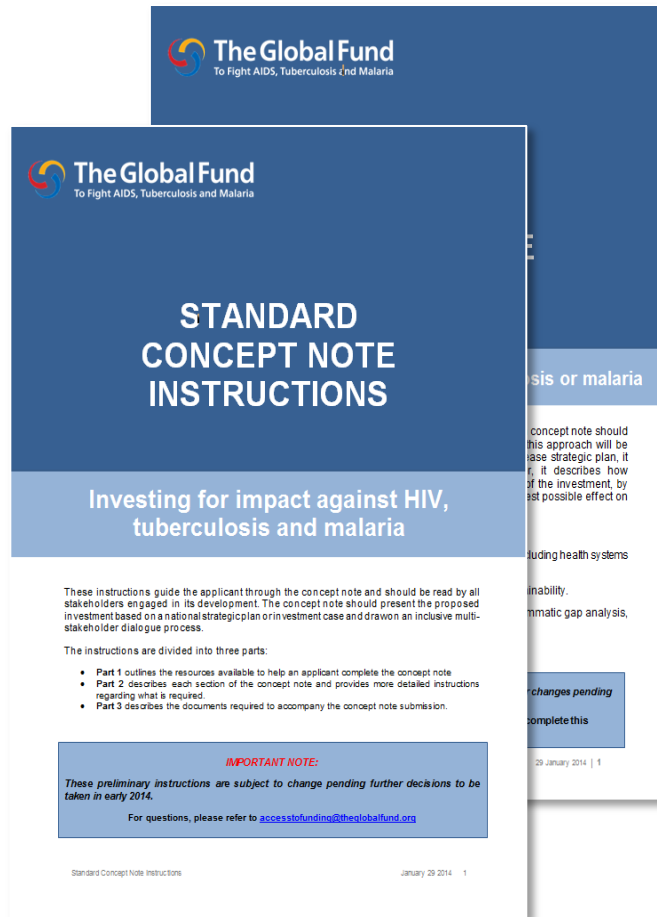 The Global Fund
To Fight AIDS, Tuberculosis and Malaria
The Global Fund
To Fight AIDS, Tuberculosis and Malaria
STANDARD
CONCEPT NOTE
INSTRUCTIONS
Investing for impact against HIV,
tuberculosis and malaria
These instructions guide the applicant through the concept note and should be read by all
stakeholders engaged in its development. The concept note should present the proposed
investment based on a national strategic plan or investment case and draw on an inclusive multi-
stakeholder dialogue process.
The instructions are divided into three parts:
• Part 1 outlines the resources available to help an applicant complete the concept note
• Part 2 describes each section of the concept note and provides more detailed instructions
regarding what is required.
• Part 3 describes the documents required to accompany the concept note submission.
IMPORTANT NOTE:
These preliminary instructions are subject to change pending further decisions to be
taken in early 2014.
For questions, please refer to accesstofunding@theglobalfund.org
Standard Concept Note Instructions January 29 2014 1
E
sis or malaria
concept note should
his approach will be
ease strategic plan, it
r, it describes how
of the investment, by
est possible effect on
luding health systems
inability.
mmatic gap analysis,
changes pending
complete this
29 January 2014 | 1